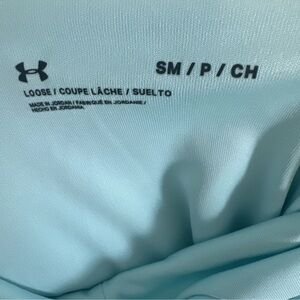 SM / P / CH
LOOSE / COUPE LÂCHE / SUELTO
MADE IN JORDAN / FABRIQUÉ EN JORDANIE /
HECHO EN JORDANIA